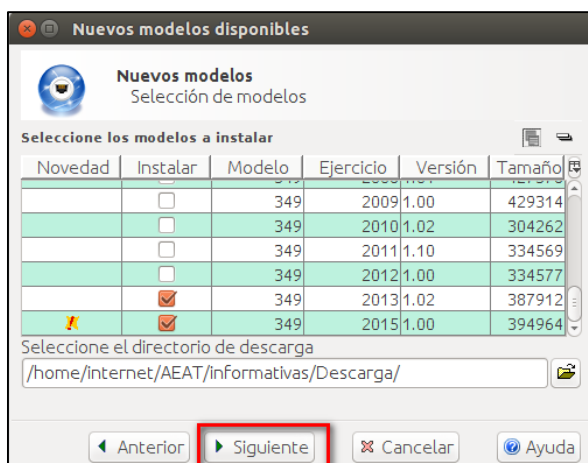 Nuevos modelos disponibles
Nuevos modelos
Selección de modelos
Seleccione los modelos a instalar
Novedad Instalar Modelo Ejercicio Versión Tamaño
349 2009 1.00 429314
349 2010 1.02 304262
349 2011 1.10 334569
349 2012 1.00 334577
349 2013 1.02 387912
349 2015 1.00 394964
Seleccione el directorio de descarga
/home/internet/AEAT/informativas/Descarga/
Anterior Siguiente Cancelar Ayuda